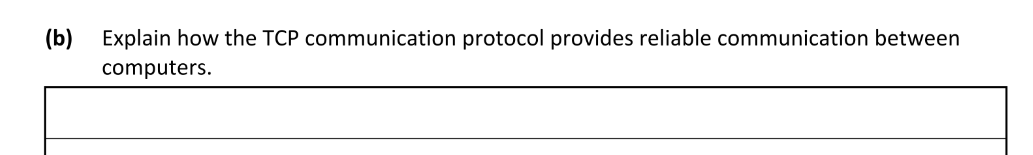 (b) Explain how the TCP communication protocol provides reliable communication between
computers.